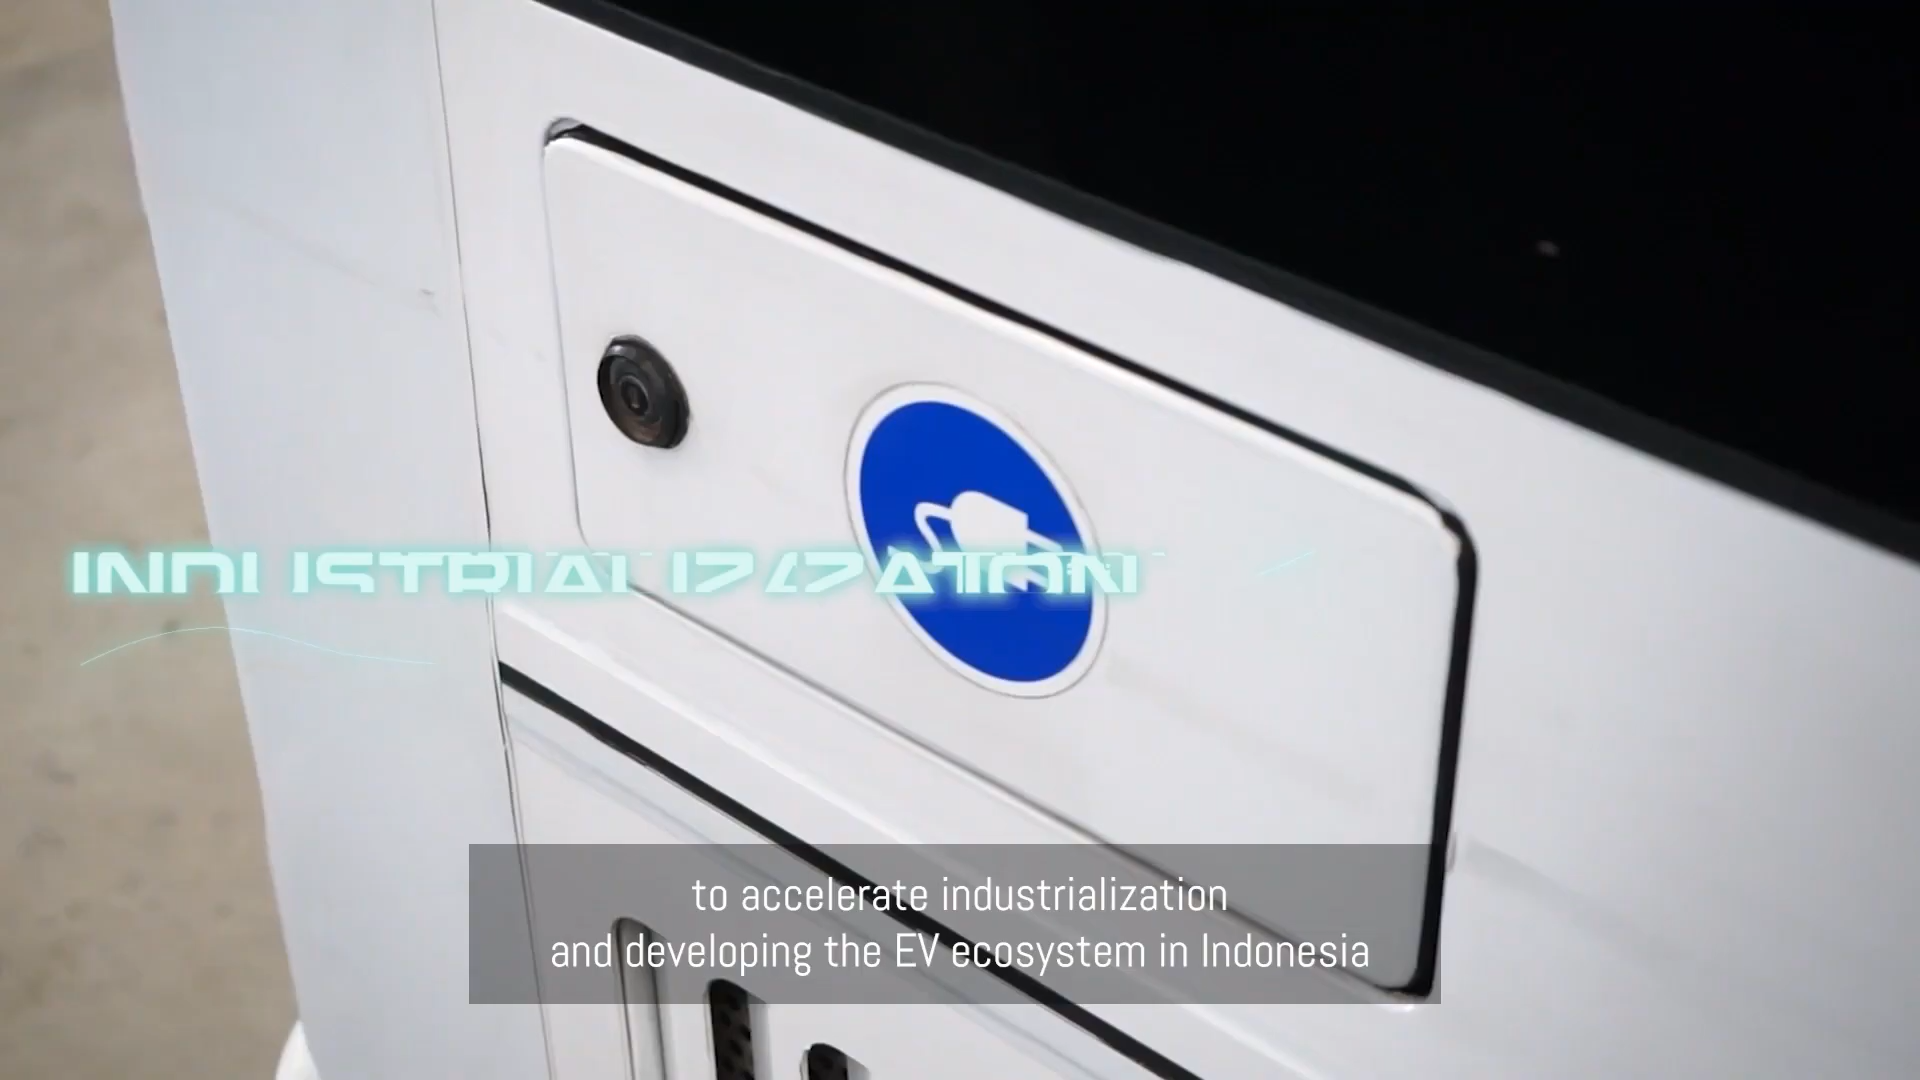 INDUSTRIALIZATION
to accelerate industrialization
and developing the EV ecosystem in Indonesia